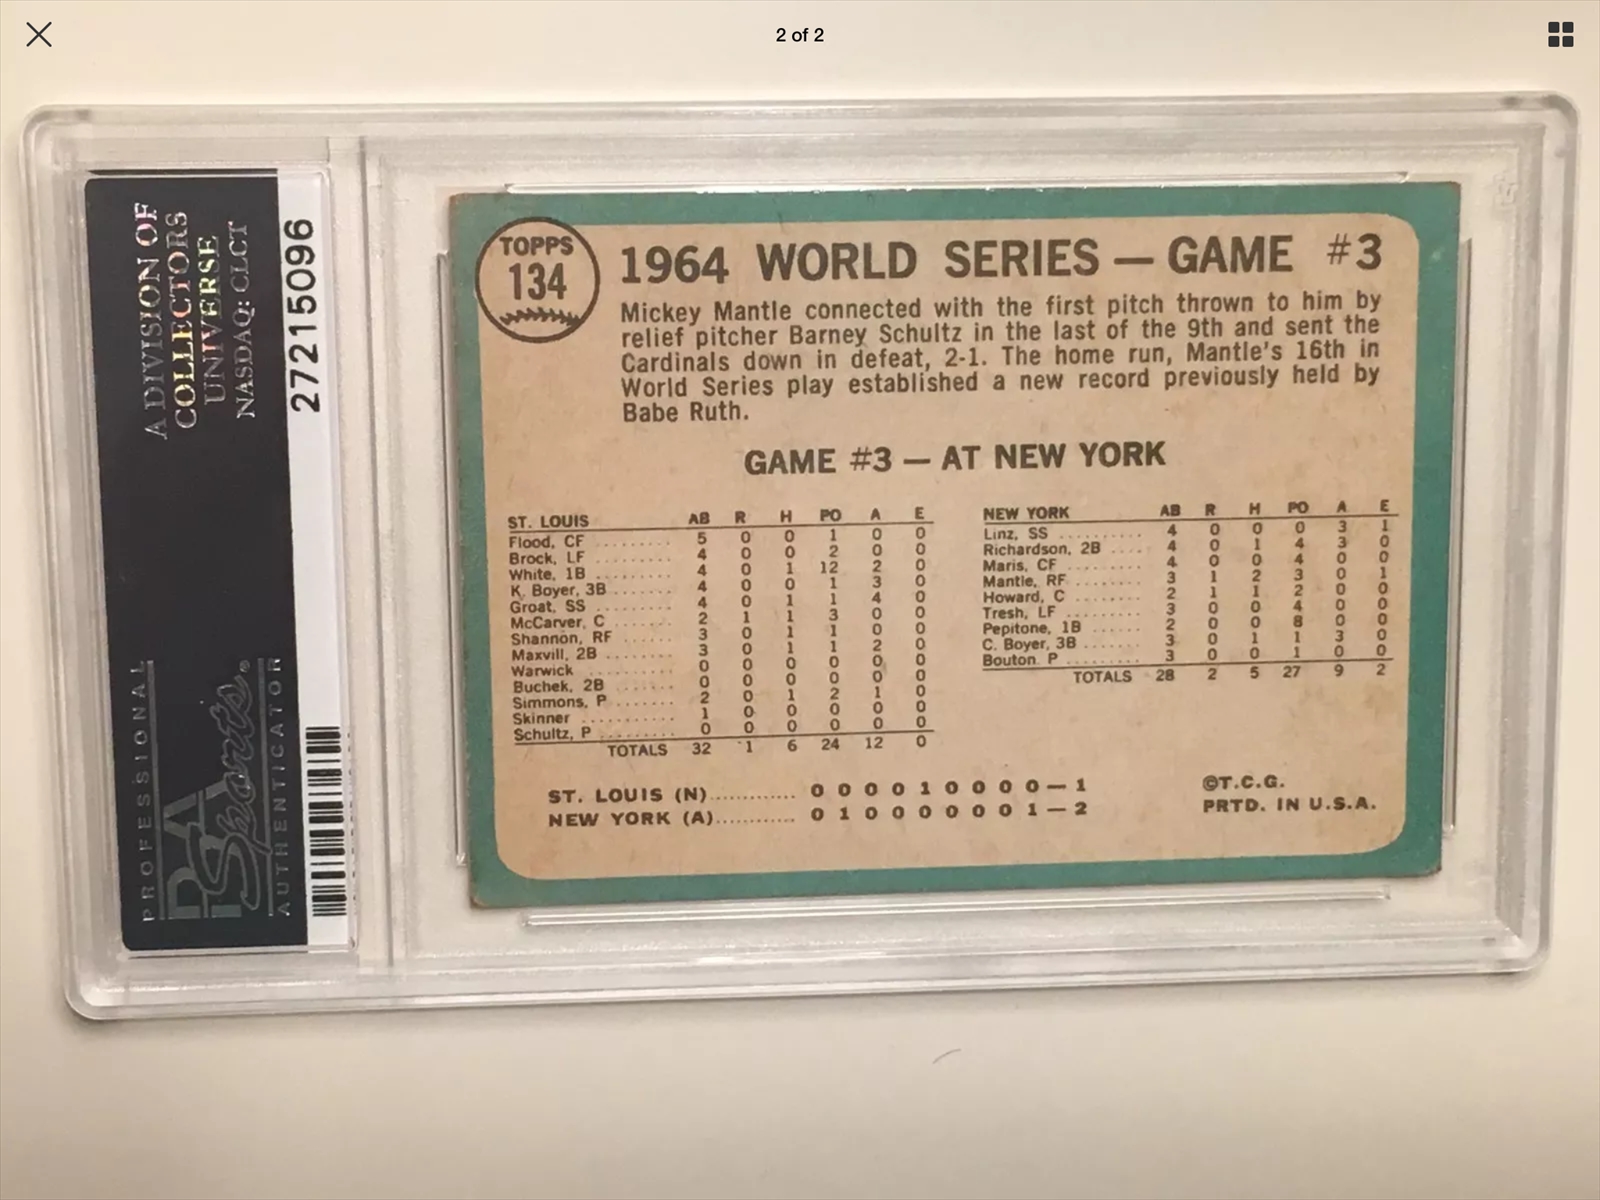 2 of 2
A DIVISION OF
COLLECTORS
UNIVERSE
NASDAQ: CLCT
27215096
PROFESSIONAL
PSA
Sports
AUTHENTICATOR
TOPPS
134
1964 WORLD SERIES — GAME #3
Mickey Mantle connected with the first pitch thrown to him by
relief pitcher Barney Schultz in the last of the 9th and sent the
Cardinals down in defeat, 2-1. The home run, Mantle's 16th in
World Series play established a new record previously held by
Babe Ruth.
GAME #3 — AT NEW YORK
ST. LOUIS AB R H PO A E
Flood, CF ......... 5 0 0 1 0 0
Brock, LF ......... 4 0 0 2 0 0
White, 1B ......... 4 0 1 12 2 0
K. Boyer, 3B ....... 4 0 0 1 3 0
Groat, SS ........ 4 0 1 1 4 0
McCarver, C ...... 2 1 1 3 0 0
Shannon, RF ...... 3 0 1 1 0 0
Maxvill, 2B ........ 3 0 1 1 2 0
Warwick ........... 0 0 0 0 0 0
Buchek, 2B ....... 0 0 0 0 0 0
Simmons, P ........ 2 0 1 2 1 0
Skinner ........... 1 0 0 0 0 0
Schultz, P ......... 0 0 0 0 0 0
TOTALS 32 1 6 24 12 0
NEW YORK AB R H PO A E
Linz, SS .......... 4 0 0 0 3 1
Richardson, 2B .... 4 0 1 4 3 0
Maris, CF ......... 4 0 0 4 0 0
Mantle, RF ........ 3 1 2 3 0 1
Howard, C ........ 2 1 1 2 0 0
Tresh, LF ......... 3 0 0 4 0 0
Pepitone, 1B ...... 2 0 0 8 0 0
C. Boyer, 3B ....... 3 0 1 1 3 0
Bouton P ......... 3 0 0 1 0 0
TOTALS 28 2 5 27 9 2
ST. LOUIS (N)............. 0 0 0 0 1 0 0 0 0 — 1
NEW YORK (A)............ 0 1 0 0 0 0 0 0 1 — 2
©T.C.G.
PRTD. IN U.S.A.